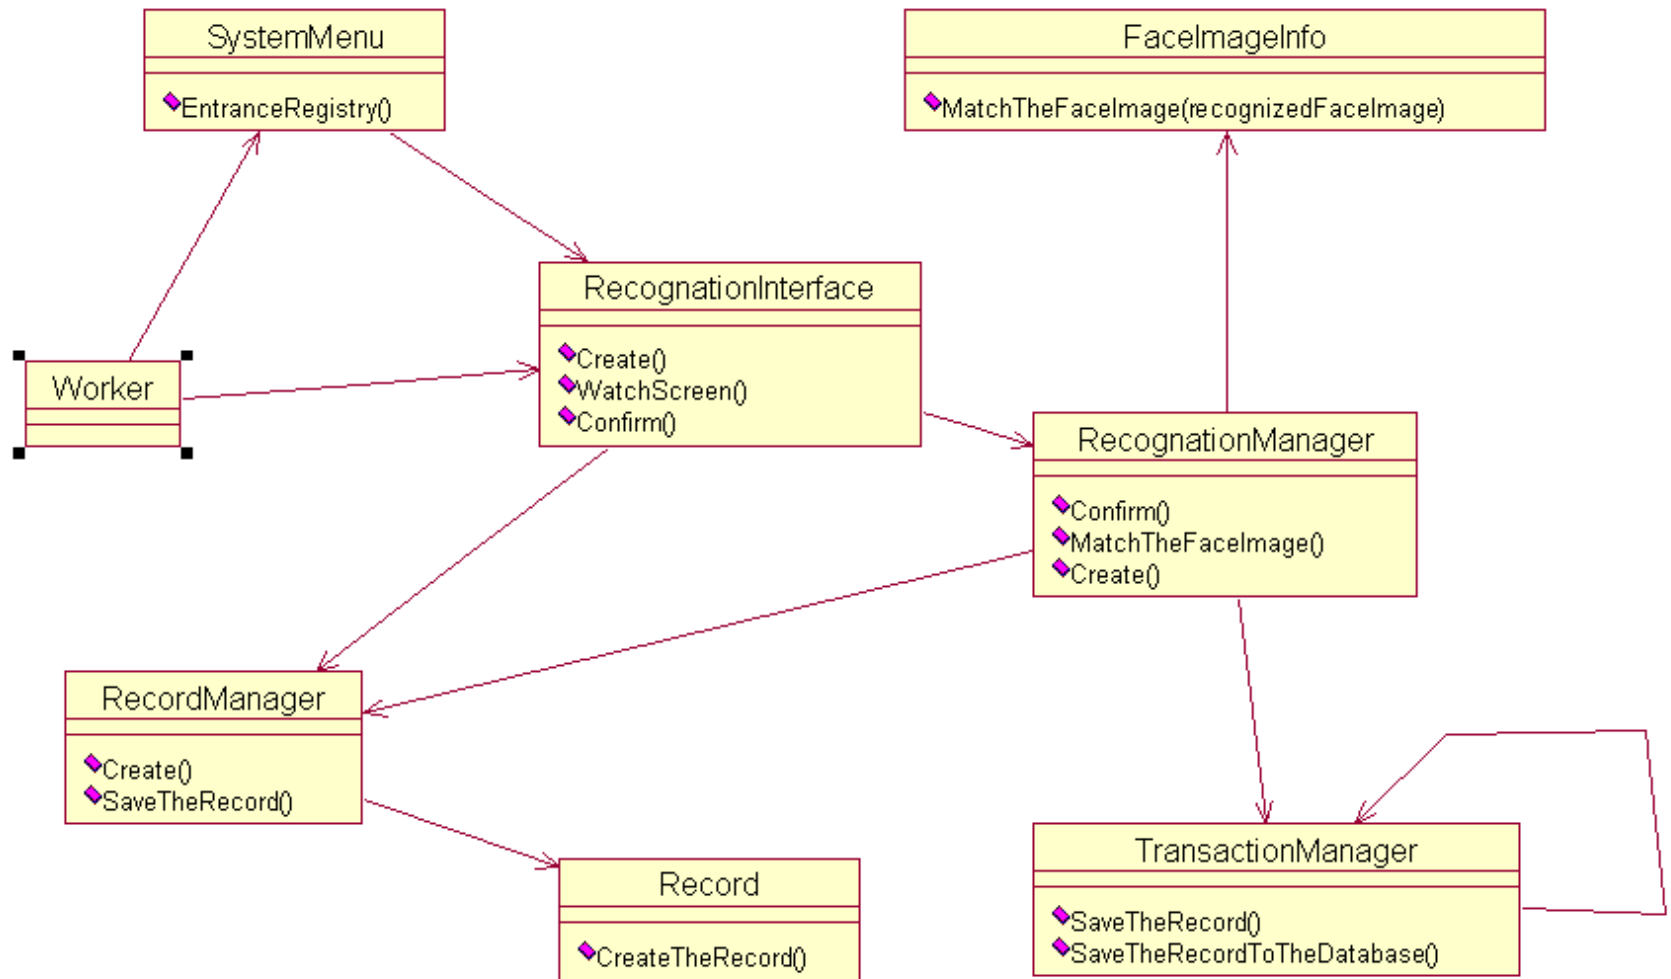 SystemMenu
EntranceRegistry()
FaceImageInfo
MatchTheFaceImage(recognizedFaceImage)
RecognationInterface
Create()
WatchScreen()
Confirm()
Worker
RecognationManager
Confirm()
MatchTheFaceImage()
Create()
RecordManager
Create()
SaveTheRecord()
Record
CreateTheRecord()
TransactionManager
SaveTheRecord()
SaveTheRecordToTheDatabase()